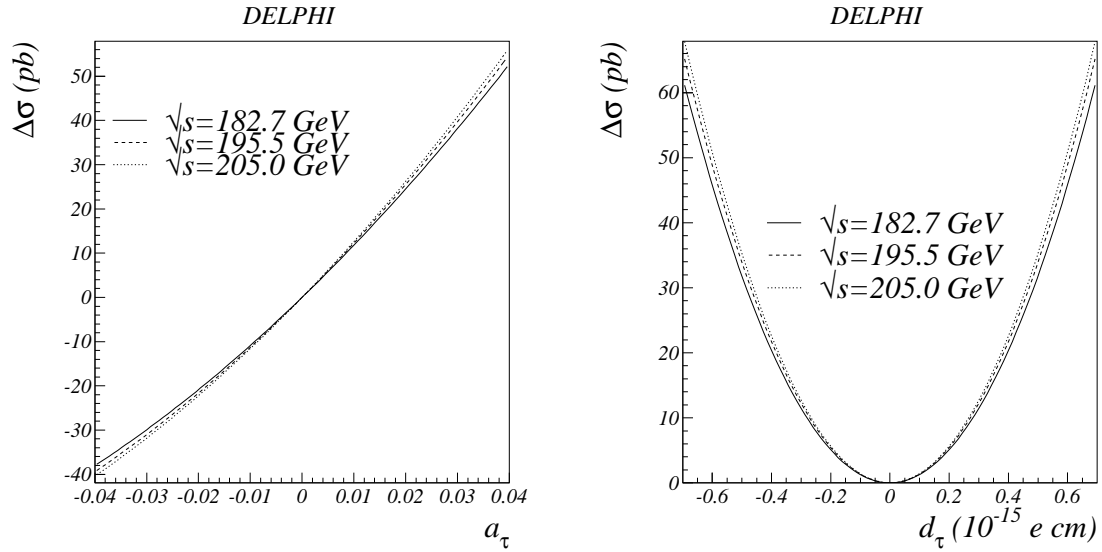 DELPHI
Δσ (pb)
50
40
30
20
10
0
-10
-20
-30
-40
√s=182.7 GeV
√s=195.5 GeV
√s=205.0 GeV
-0.04 -0.03 -0.02 -0.01 0 0.01 0.02 0.03 0.04
a_τ
DELPHI
Δσ (pb)
60
50
40
30
20
10
0
√s=182.7 GeV
√s=195.5 GeV
√s=205.0 GeV
-0.6 -0.4 -0.2 0 0.2 0.4 0.6
d_τ (10^-15 e cm)